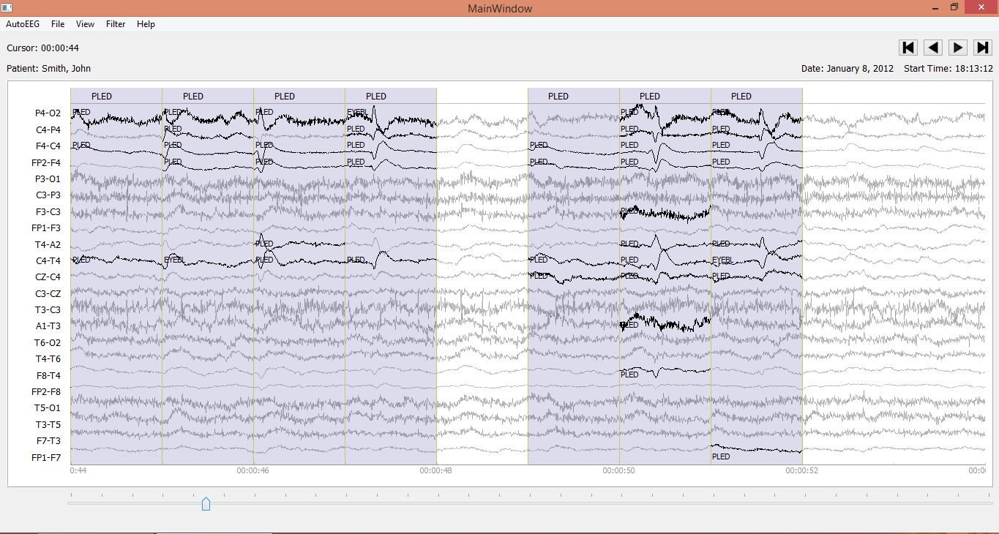 MainWindow
AutoEEG File View Filter Help
Cursor: 00:00:44
Patient: Smith, John Date: January 8, 2012 Start Time: 18:13:12
PLED PLED PLED PLED PLED PLED PLED
P4-O2 PLED PLED PLED EYEBL PLED PLED
C4-P4 PLED PLED PLED PLED
F4-C4 PLED PLED PLED PLED PLED PLED
FP2-F4 PLED PLED PLED PLED PLED PLED
P3-O1
C3-P3
F3-C3 PLED
FP1-F3
T4-A2 PLED PLED PLED
C4-T4 PLED EYEBL PLED PLED PLED PLED EYEBL
CZ-C4 PLED PLED PLED
C3-CZ
T3-C3
A1-T3 PLED
T6-O2
T4-T6
F8-T4 PLED
FP2-F8
T5-O1
T3-T5
F7-T3
FP1-F7 PLED
0:44 00:00:46 00:00:48 00:00:50 00:00:52 00:00